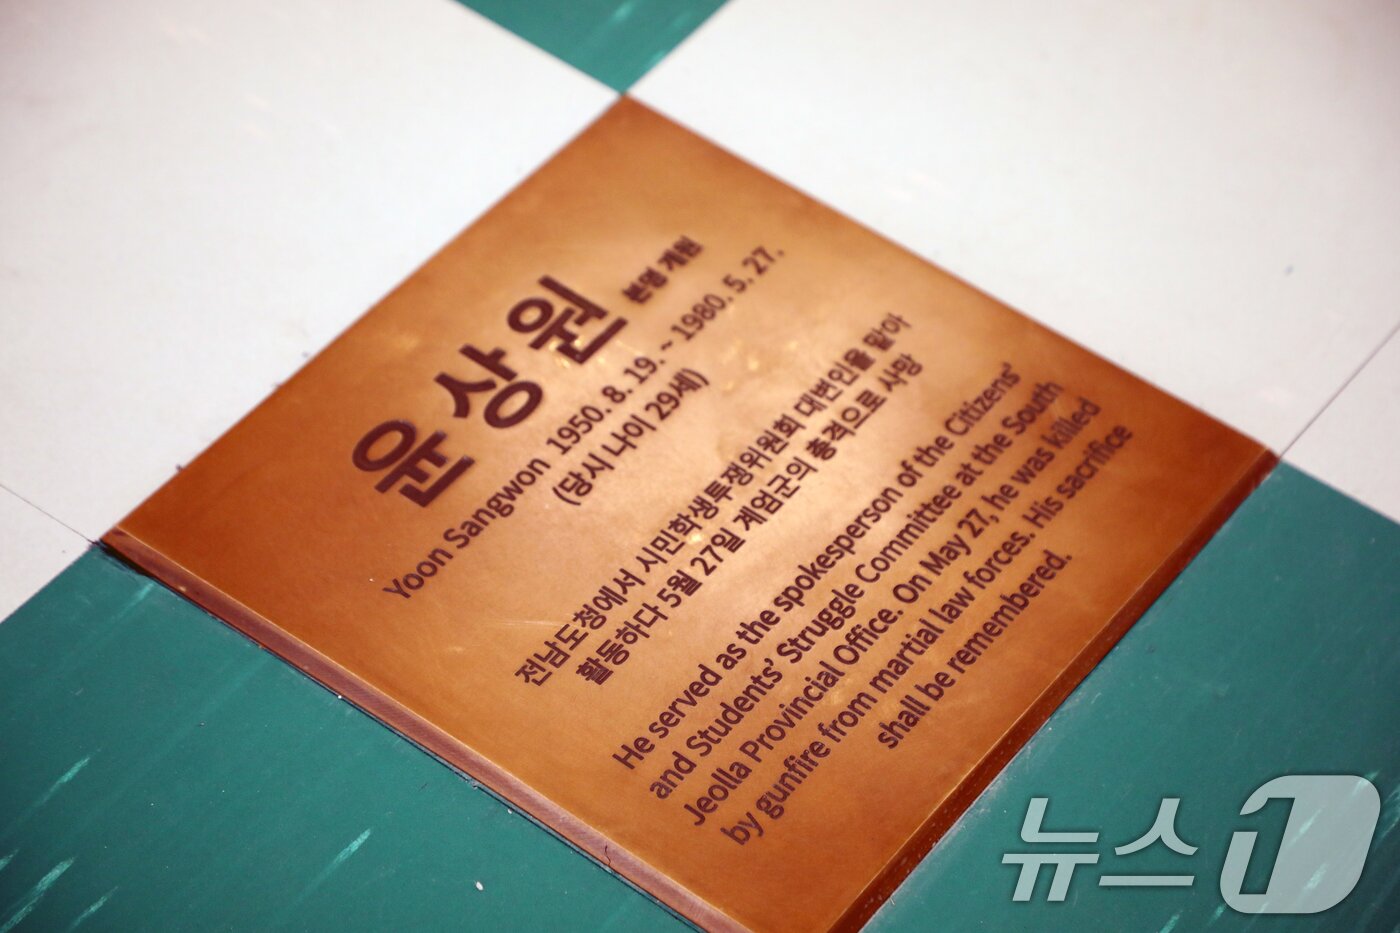 윤상원 본명 개원
Yoon Sangwon 1950. 8. 19. ~ 1980. 5. 27.
(당시 나이 29세)
전남도청에서 시민학생투쟁위원회 대변인을 맡아
활동하다 5월 27일 계엄군의 총격으로 사망
He served as the spokesperson of the Citizens'
and Students' Struggle Committee at the South
Jeolla Provincial Office. On May 27, he was killed
by gunfire from martial law forces. His sacrifice
shall be remembered.
뉴스1